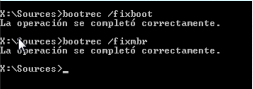 X:\Sources>bootrec /fixboot
La operación se completó correctamente.
X:\Sources>bootrec /fixmbr
La operación se completó correctamente.
X:\Sources>_